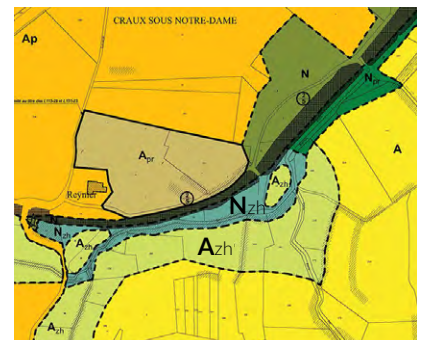 CRAUX SOUS NOTRE-DAME
Ap
N
Npr
Apr
A
Reynier
Azh
Nzh
Nzh
Azh
Azh
Azh